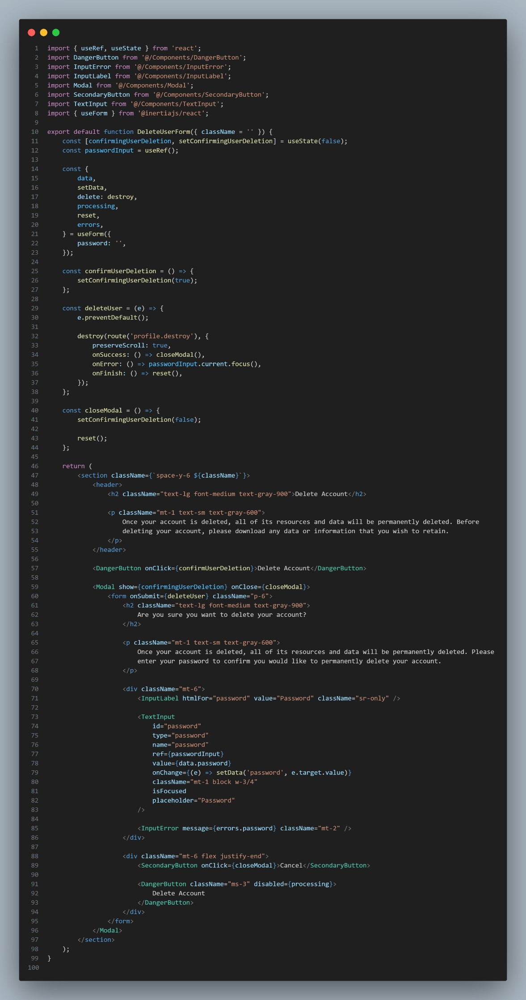 1 import { useRef, useState } from 'react';
2 import DangerButton from '@/Components/DangerButton';
3 import InputError from '@/Components/InputError';
4 import InputLabel from '@/Components/InputLabel';
5 import Modal from '@/Components/Modal';
6 import SecondaryButton from '@/Components/SecondaryButton';
7 import TextInput from '@/Components/TextInput';
8 import { useForm } from '@inertiajs/react';
9
10 export default function DeleteUserForm({ className = '' }) {
11     const [confirmingUserDeletion, setConfirmingUserDeletion] = useState(false);
12     const passwordInput = useRef();
13
14     const {
15         data,
16         setData,
17         delete: destroy,
18         processing,
19         reset,
20         errors,
21     } = useForm({
22         password: '',
23     });
24
25     const confirmUserDeletion = () => {
26         setConfirmingUserDeletion(true);
27     };
28
29     const deleteUser = (e) => {
30         e.preventDefault();
31
32         destroy(route('profile.destroy'), {
33             preserveScroll: true,
34             onSuccess: () => closeModal(),
35             onError: () => passwordInput.current.focus(),
36             onFinish: () => reset(),
37         });
38     };
39
40     const closeModal = () => {
41         setConfirmingUserDeletion(false);
42
43         reset();
44     };
45
46     return (
47         <section className={`space-y-6 ${className}`}>
48             <header>
49                 <h2 className="text-lg font-medium text-gray-900">Delete Account</h2>
50
51                 <p className="mt-1 text-sm text-gray-600">
52                     Once your account is deleted, all of its resources and data will be permanently deleted. Before
53                     deleting your account, please download any data or information that you wish to retain.
54                 </p>
55             </header>
56
57             <DangerButton onClick={confirmUserDeletion}>Delete Account</DangerButton>
58
59             <Modal show={confirmingUserDeletion} onClose={closeModal}>
60                 <form onSubmit={deleteUser} className="p-6">
61                     <h2 className="text-lg font-medium text-gray-900">
62                         Are you sure you want to delete your account?
63                     </h2>
64
65                     <p className="mt-1 text-sm text-gray-600">
66                         Once your account is deleted, all of its resources and data will be permanently deleted. Please
67                         enter your password to confirm you would like to permanently delete your account.
68                     </p>
69
70                     <div className="mt-6">
71                         <InputLabel htmlFor="password" value="Password" className="sr-only" />
72
73                         <TextInput
74                             id="password"
75                             type="password"
76                             name="password"
77                             ref={passwordInput}
78                             value={data.password}
79                             onChange={(e) => setData('password', e.target.value)}
80                             className="mt-1 block w-3/4"
81                             isFocused
82                             placeholder="Password"
83                         />
84
85                         <InputError message={errors.password} className="mt-2" />
86                     </div>
87
88                     <div className="mt-6 flex justify-end">
89                         <SecondaryButton onClick={closeModal}>Cancel</SecondaryButton>
90
91                         <DangerButton className="ms-3" disabled={processing}>
92                             Delete Account
93                         </DangerButton>
94                     </div>
95                 </form>
96             </Modal>
97         </section>
98     );
99 }
100